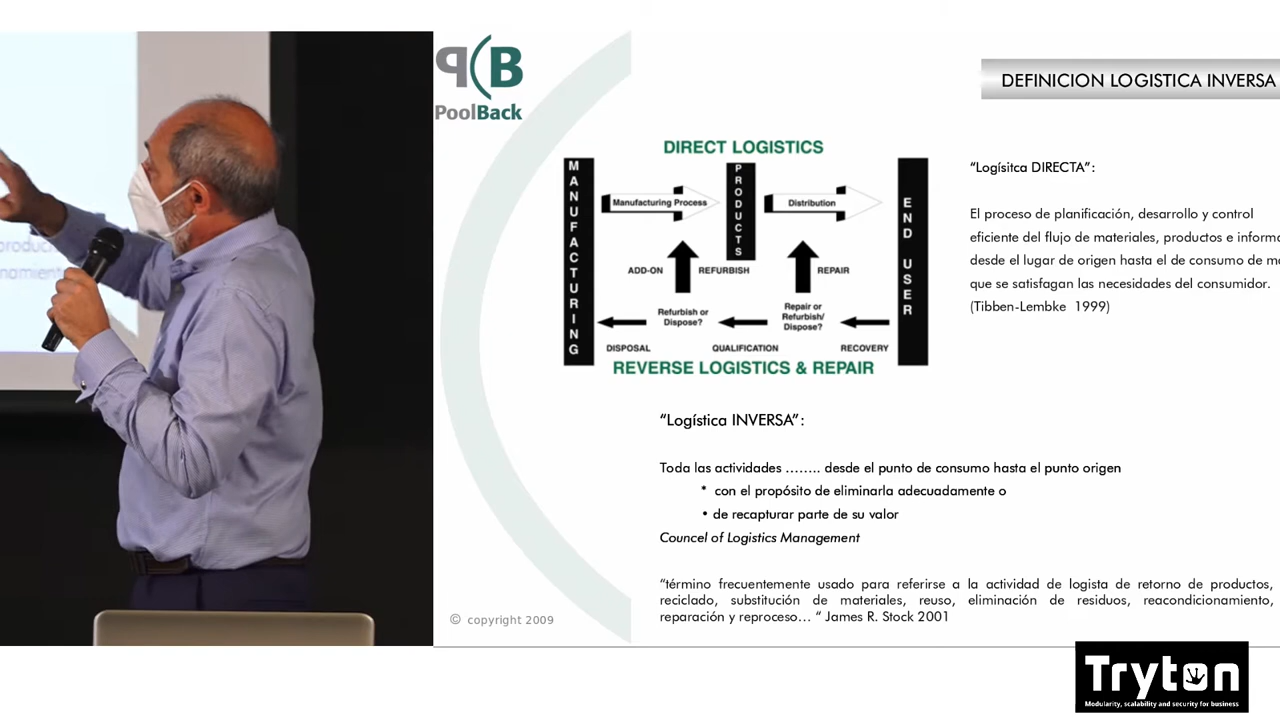 PB
PoolBack
DEFINICION LOGISTICA INVERSA
DIRECT LOGISTICS
MANUFACTURING
Manufacturing Process
PRODUCTS
Distribution
END USER
ADD-ON
REFURBISH
REPAIR
Refurbish or
Dispose?
Repair or
Refurbish/
Dispose?
DISPOSAL
QUALIFICATION
RECOVERY
REVERSE LOGISTICS & REPAIR
“Logísitca DIRECTA”:
El proceso de planificación, desarrollo y control
eficiente del flujo de materiales, productos e
desde el lugar de origen hasta el de consumo de
que se satisfagan las necesidades del consumidor.
(Tibben-Lembke 1999)
“Logística INVERSA”:
Toda las actividades …….. desde el punto de consumo hasta el punto origen
* con el propósito de eliminarla adecuadamente o
• de recapturar parte de su valor
Councel of Logistics Management
“término frecuentemente usado para referirse a la actividad de logista de retorno de productos,
reciclado, substitución de materiales, reuso, eliminación de residuos, reacondicionamiento,
reparación y reproceso… “ James R. Stock 2001
© copyright 2009
Tryton
Modularity, scalability and security for business